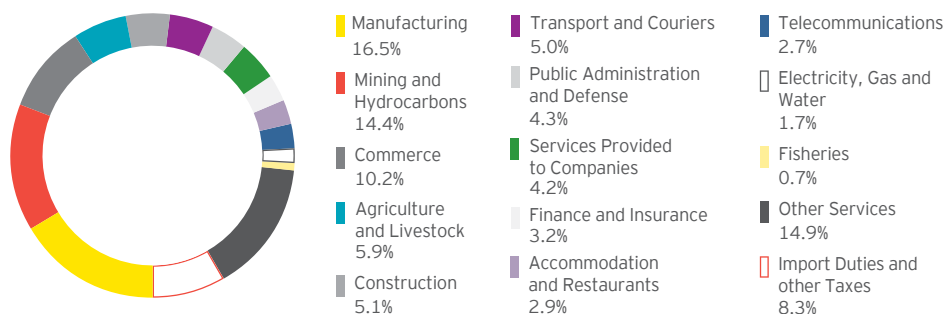 Manufacturing
16.5%
Mining and
Hydrocarbons
14.4%
Commerce
10.2%
Agriculture
and Livestock
5.9%
Construction
5.1%
Transport and Couriers
5.0%
Public Administration
and Defense
4.3%
Services Provided
to Companies
4.2%
Finance and Insurance
3.2%
Accommodation
and Restaurants
2.9%
Telecommunications
2.7%
Electricity, Gas and
Water
1.7%
Fisheries
0.7%
Other Services
14.9%
Import Duties and
other Taxes
8.3%